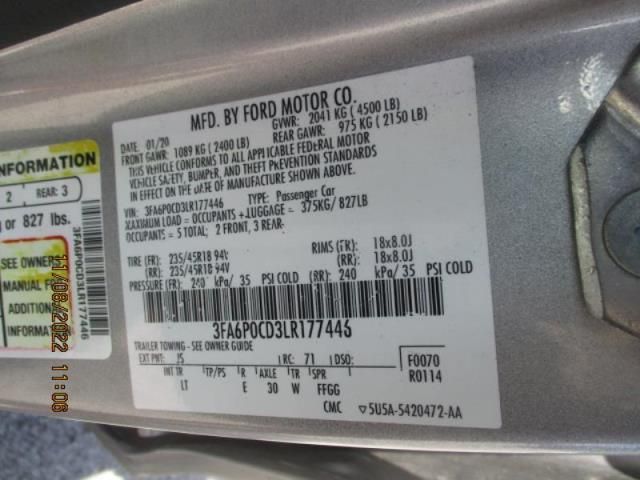 MFD. BY FORD MOTOR CO.
DATE: 01/20
GVWR: 2041 KG ( 4500 LB)
FRONT GAWR: 1089 KG ( 2400 LB)
REAR GAWR: 975 KG ( 2150 LB)
THIS VEHICLE CONFORMS TO ALL APPLICABLE FEDERAL MOTOR
VEHICLE SAFETY, BUMPER, AND THEFT PREVENTION STANDARDS
IN EFFECT ON THE DATE OF MANUFACTURE SHOWN ABOVE.
VIN: 3FA6P0CD3LR177446 TYPE: Passenger Car
MAXIMUM LOAD = OCCUPANTS + LUGGAGE = 375KG/ 827LB
OCCUPANTS = 5 TOTAL; 2 FRONT, 3 REAR
TIRE (FR): 235/45R18 94V RIMS (FR): 18x8.0J
(RR): 235/45R18 94V (RR): 18x8.0J
PRESSURE (FR): 240 kPa/ 35 PSI COLD (RR): 240 kPa/ 35 PSI COLD
3FA6P0CD3LR177446
TRAILER TOWING - SEE OWNER GUIDE
EXT PNT: J5 RC: 71 DSO: F0070
R0114
INT TR TP/PS R AXLE TR SPR
LT E 30 W FFGG
CMC ▽5U5A-5420472-AA
INFORMATION
2 REAR: 3
or 827 lbs.
SEE OWNERS
MANUAL FOR
ADDITIONAL
INFORMATION
3FA6P0CD3LR177446
11/08/2022 11:06